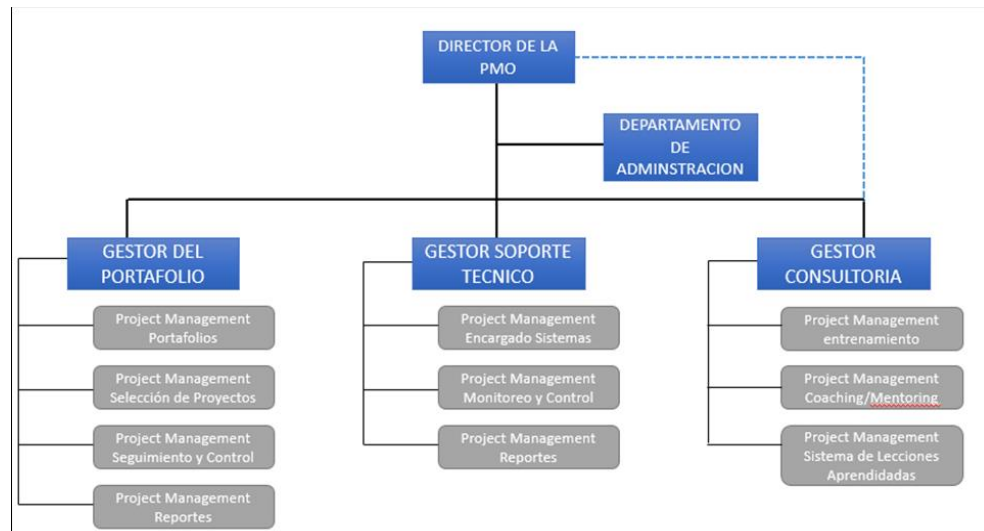 DIRECTOR DE LA
PMO
DEPARTAMENTO
DE
ADMINSTRACION
GESTOR DEL
PORTAFOLIO
Project Management
Portafolios
Project Management
Selección de Proyectos
Project Management
Seguimiento y Control
Project Management
Reportes
GESTOR SOPORTE
TECNICO
Project Management
Encargado Sistemas
Project Management
Monitoreo y Control
Project Management
Reportes
GESTOR
CONSULTORIA
Project Management
entrenamiento
Project Management
Coaching/Mentoring
Project Management
Sistema de Lecciones
Aprendidadas